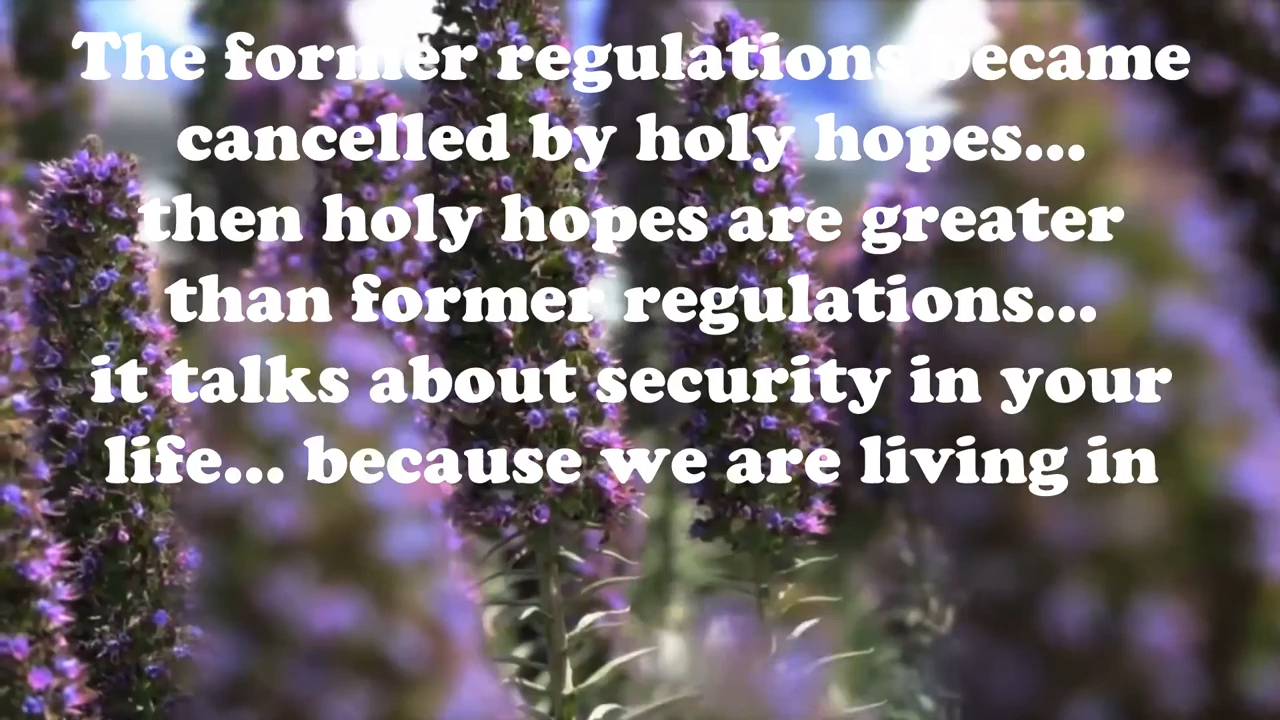 The former regulations became
cancelled by holy hopes...
then holy hopes are greater
than former regulations...
it talks about security in your
life... because we are living in